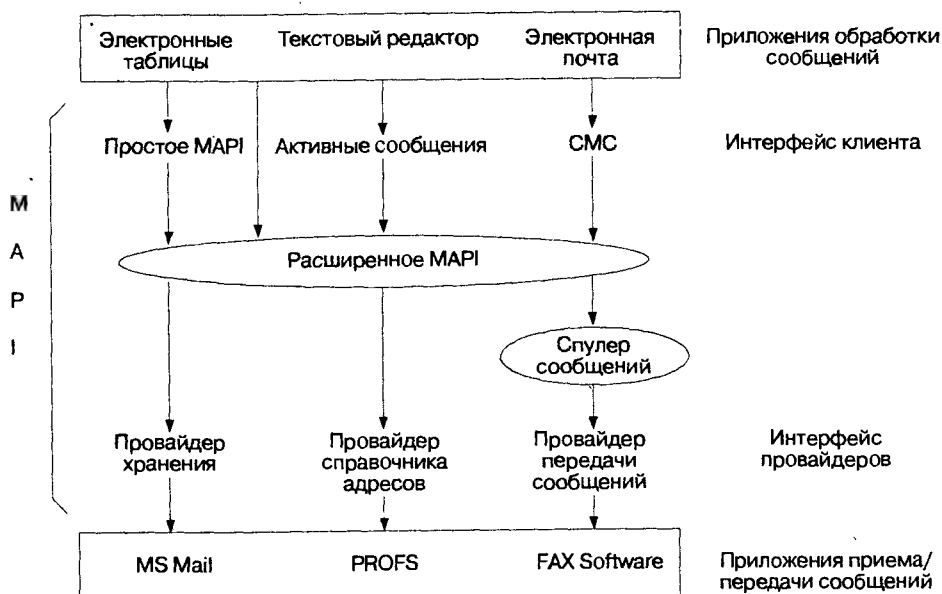 Электронные таблицы
Текстовый редактор
Электронная почта
Приложения обработки сообщений
Простое MAPI
Активные сообщения
CMC
Интерфейс клиента
M
A
P
I
Расширенное MAPI
Спулер сообщений
Провайдер хранения
Провайдер справочника адресов
Провайдер передачи сообщений
Интерфейс провайдеров
MS Mail
PROFS
FAX Software
Приложения приема/ передачи сообщений